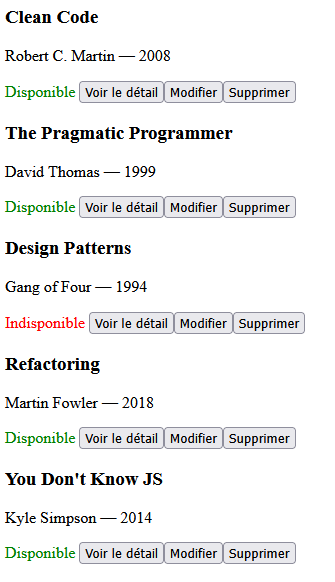 Clean Code
Robert C. Martin — 2008
Disponible Voir le détail Modifier Supprimer
The Pragmatic Programmer
David Thomas — 1999
Disponible Voir le détail Modifier Supprimer
Design Patterns
Gang of Four — 1994
Indisponible Voir le détail Modifier Supprimer
Refactoring
Martin Fowler — 2018
Disponible Voir le détail Modifier Supprimer
You Don't Know JS
Kyle Simpson — 2014
Disponible Voir le détail Modifier Supprimer